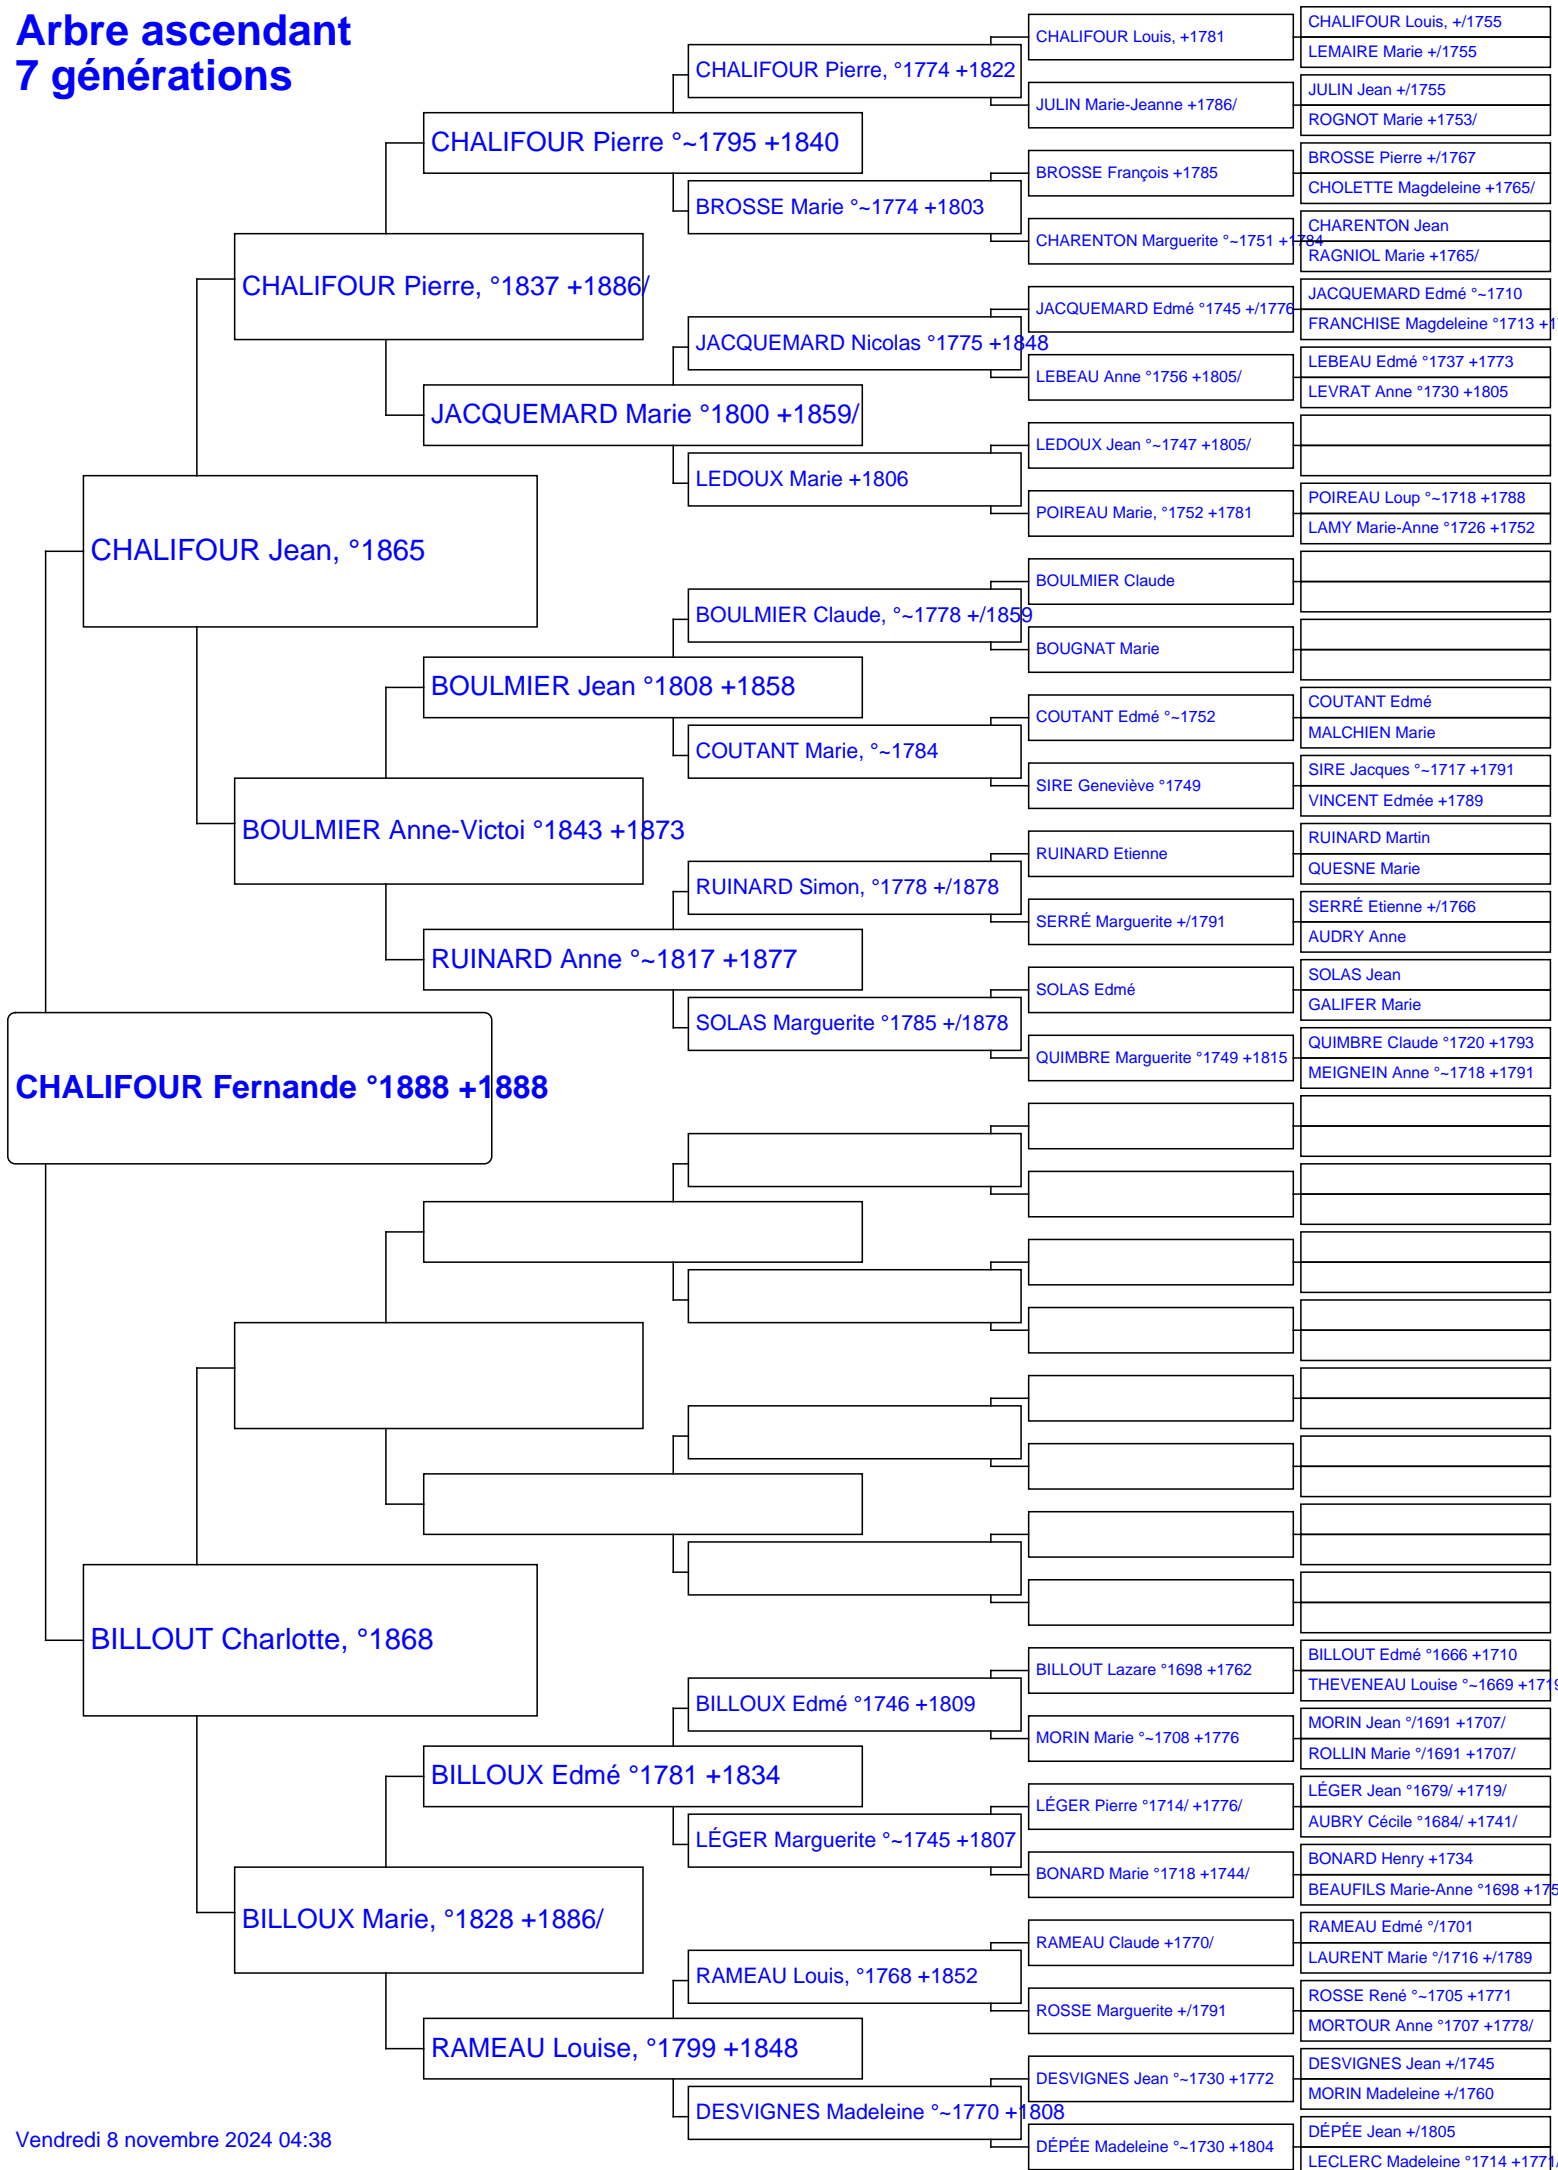 Arbre ascendant
7 générations
CHALIFOUR Fernande °1888 +1888
CHALIFOUR Jean, °1865
BILLOUT Charlotte, °1868
CHALIFOUR Pierre, °1837 +1886/
BOULMIER Anne-Victoi °1843 +1873
BILLOUX Marie, °1828 +1886/
CHALIFOUR Pierre °~1795 +1840
JACQUEMARD Marie °1800 +1859/
BOULMIER Jean °1808 +1858
RUINARD Anne °~1817 +1877
BILLOUX Edmé °1781 +1834
RAMEAU Louise, °1799 +1848
CHALIFOUR Pierre, °1774 +1822
BROSSE Marie °~1774 +1803
JACQUEMARD Nicolas °1775 +1848
LEDOUX Marie +1806
BOULMIER Claude, °~1778 +/1859
COUTANT Marie, °~1784
RUINARD Simon, °1778 +/1878
SOLAS Marguerite °1785 +/1878
BILLOUX Edmé °1746 +1809
LÉGER Marguerite °~1745 +1807
RAMEAU Louis, °1768 +1852
DESVIGNES Madeleine °~1770 +1808
CHALIFOUR Louis, +1781
JULIN Marie-Jeanne +1786/
BROSSE François +1785
CHARENTON Marguerite °~1751 +1784
JACQUEMARD Edmé °1745 +/1776
LEBEAU Anne °1756 +1805/
LEDOUX Jean °~1747 +1805/
POIREAU Marie, °1752 +1781
BOULMIER Claude
BOUGNAT Marie
COUTANT Edmé °~1752
SIRE Geneviève °1749
RUINARD Etienne
SERRÉ Marguerite +/1791
SOLAS Edmé
QUIMBRE Marguerite °1749 +1815
BILLOUT Lazare °1698 +1762
MORIN Marie °~1708 +1776
LÉGER Pierre °1714/ +1776/
BONARD Marie °1718 +1744/
RAMEAU Claude +1770/
ROSSE Marguerite +/1791
DESVIGNES Jean °~1730 +1772
DÉPÉE Madeleine °~1730 +1804
CHALIFOUR Louis, +/1755
LEMAIRE Marie +/1755
JULIN Jean +/1755
ROGNOT Marie +1753/
BROSSE Pierre +/1767
CHOLETTE Magdeleine +1765/
CHARENTON Jean
RAGNIOL Marie +1765/
JACQUEMARD Edmé °~1710
FRANCHISE Magdeleine °1713
LEBEAU Edmé °1737 +1773
LEVRAT Anne °1730 +1805
POIREAU Loup °~1718 +1788
LAMY Marie-Anne °1726 +1752
COUTANT Edmé
MALCHIEN Marie
SIRE Jacques °~1717 +1791
VINCENT Edmée +1789
RUINARD Martin
QUESNE Marie
SERRÉ Etienne +/1766
AUDRY Anne
SOLAS Jean
GALIFER Marie
QUIMBRE Claude °1720 +1793
MEIGNEIN Anne °~1718 +1791
BILLOUT Edmé °1666 +1710
THEVENEAU Louise °~1669 +1719
MORIN Jean °/1691 +1707/
ROLLIN Marie °/1691 +1707/
LÉGER Jean °1679/ +1719/
AUBRY Cécile °1684/ +1741/
BONARD Henry +1734
BEAUFILS Marie-Anne °1698
RAMEAU Edmé °/1701
LAURENT Marie °/1716 +/1789
ROSSE René °~1705 +1771
MORTOUR Anne °1707 +1778/
DESVIGNES Jean +/1745
MORIN Madeleine +/1760
DÉPÉE Jean +/1805
LECLERC Madeleine °1714 +1771/
Vendredi 8 novembre 2024 04:38